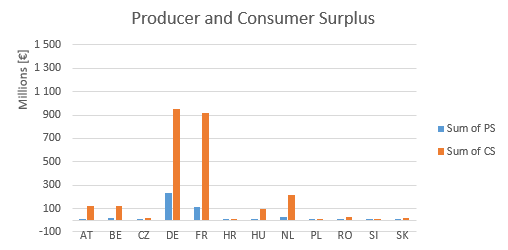 Producer and Consumer Surplus
Millions [€]
1 500
1 300
1 100
900
700
500
300
100
-100
AT BE CZ DE FR HR HU NL PL RO SI SK
Sum of PS
Sum of CS